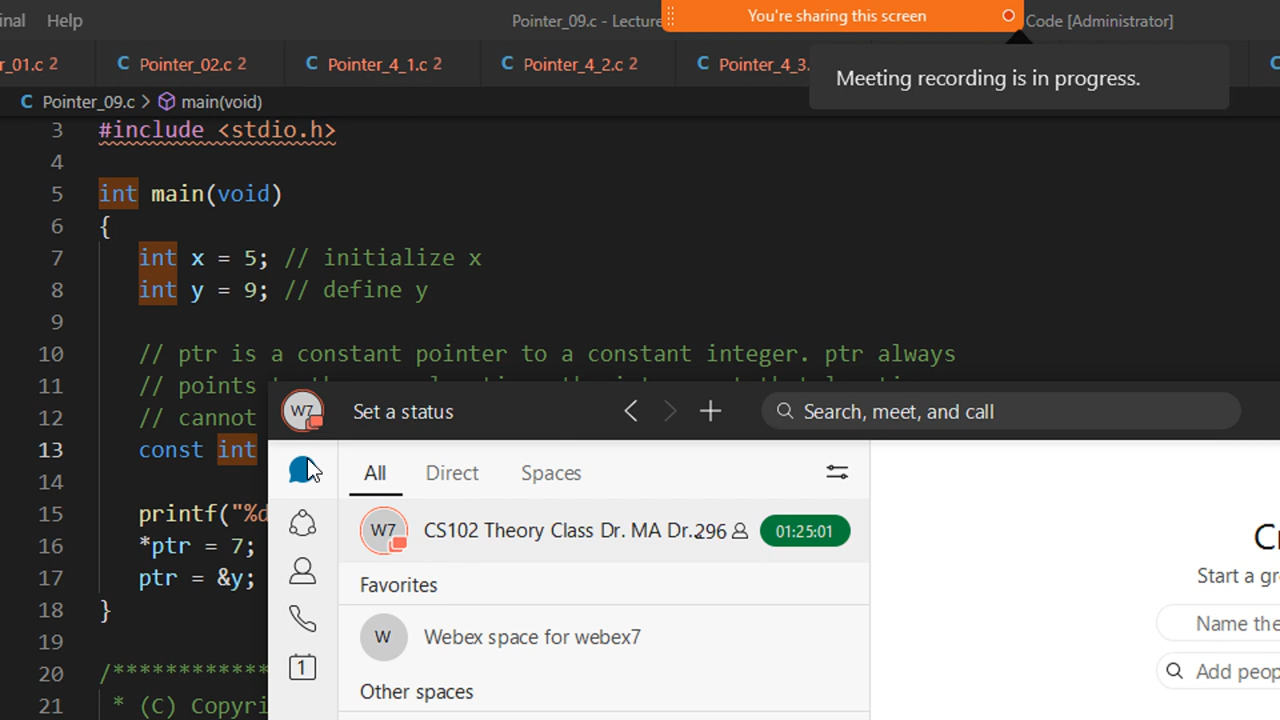 inal Help Pointer_09.c - Lecture Code [Administrator]
You're sharing this screen
r_01.c 2 C Pointer_02.c 2 C Pointer_4_1.c 2 C Pointer_4_2.c 2 C Pointer_4_3.
Meeting recording is in progress.
C Pointer_09.c > main(void)
3 #include <stdio.h>
4
5 int main(void)
6 {
7 int x = 5; // initialize x
8 int y = 9; // define y
9
10 // ptr is a constant pointer to a constant integer. ptr always
11 // points
12 // cannot
13 const int
14
15 printf("%d
16 *ptr = 7;
17 ptr = &y;
18 }
19
20 /************
21 * (C) Copyri
W7 Set a status Search, meet, and call
All Direct Spaces
W7 CS102 Theory Class Dr. MA Dr... 296 01:25:01
Favorites
W Webex space for webex7
Other spaces
1
Cr
Start a gr
Name the
Add peop